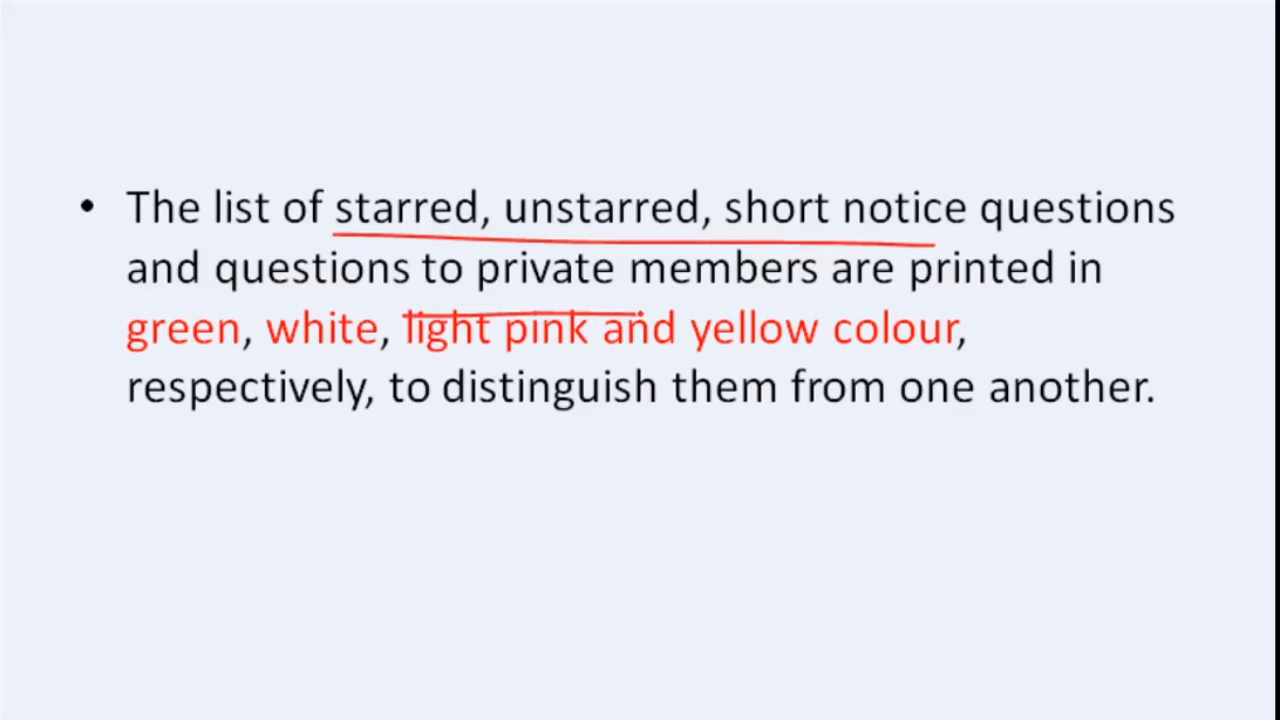 • The list of starred, unstarred, short notice questions
and questions to private members are printed in
green, white, light pink and yellow colour,
respectively, to distinguish them from one another.